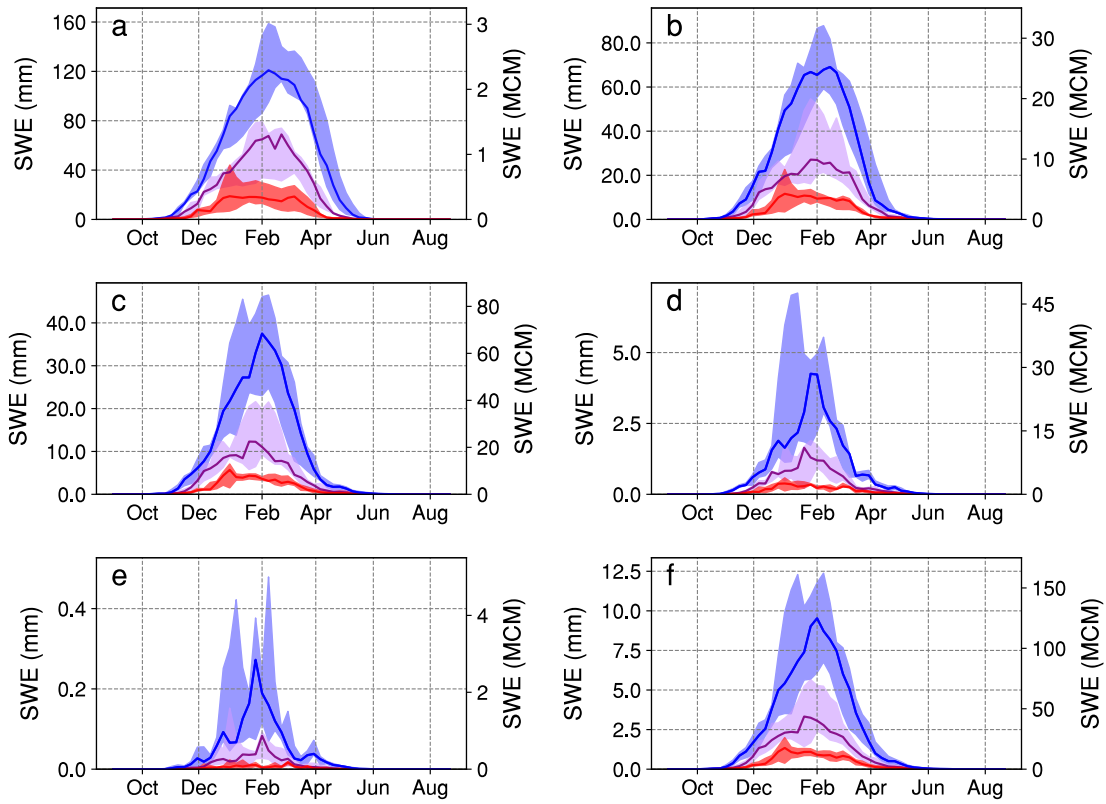 a
SWE (mm)
160
120
80
40
0
3
2
1
0
SWE (MCM)
Oct Dec Feb Apr Jun Aug
b
SWE (mm)
80.0
60.0
40.0
20.0
0.0
30
20
10
0
SWE (MCM)
Oct Dec Feb Apr Jun Aug
c
SWE (mm)
40.0
30.0
20.0
10.0
0.0
80
60
40
20
0
SWE (MCM)
Oct Dec Feb Apr Jun Aug
d
SWE (mm)
5.0
2.5
0.0
45
30
15
0
SWE (MCM)
Oct Dec Feb Apr Jun Aug
e
SWE (mm)
0.4
0.2
0.0
4
2
0
SWE (MCM)
Oct Dec Feb Apr Jun Aug
f
SWE (mm)
12.5
10.0
7.5
5.0
2.5
0.0
150
100
50
0
SWE (MCM)
Oct Dec Feb Apr Jun Aug